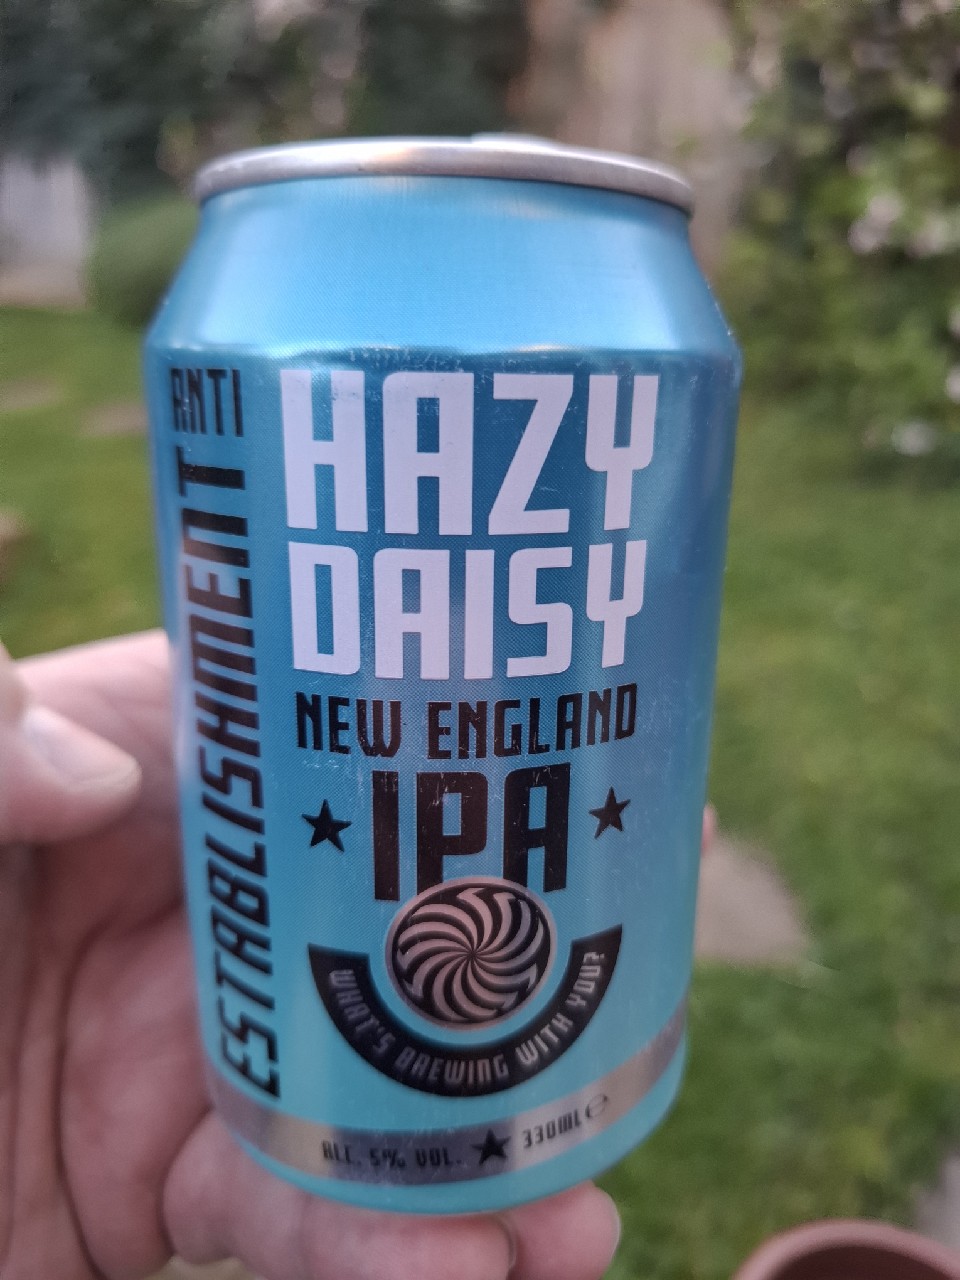 ANTI
ESTABLISHMENT
HAZY
DAISY
NEW ENGLAND
IPA
WHAT'S BREWING WITH YOU?
ALC. 5% VOL. ★ 330ML ℮